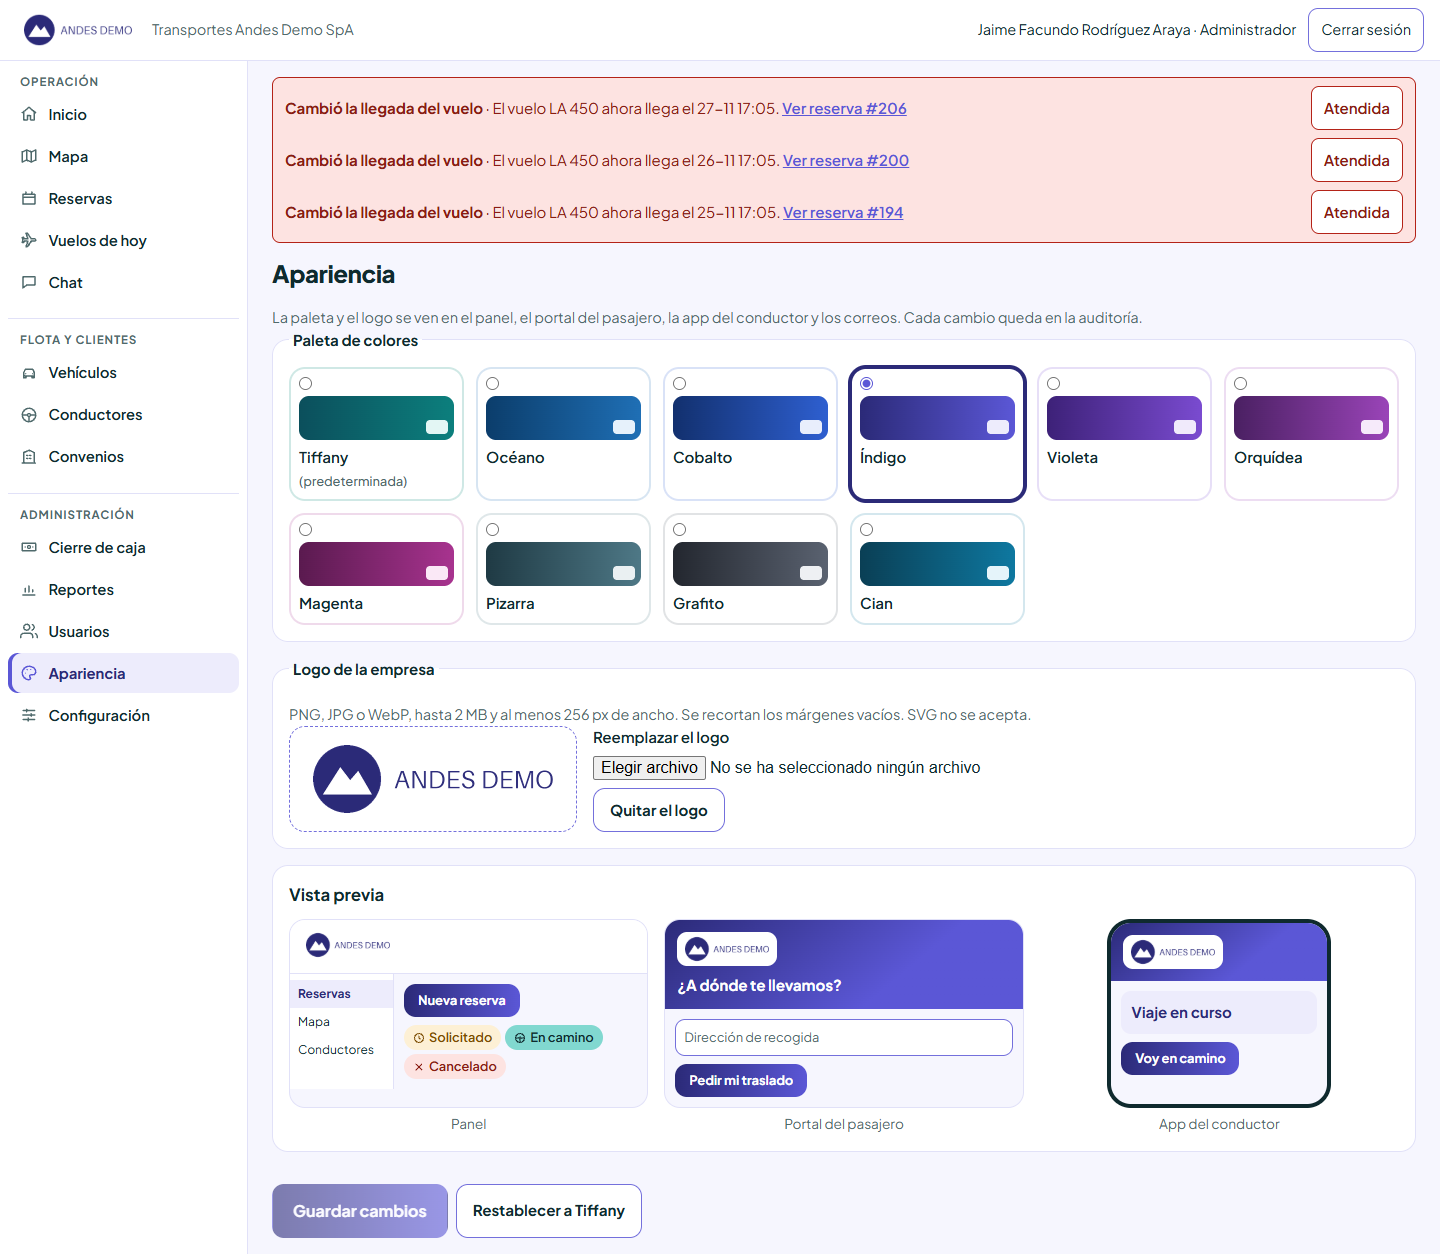 ANDES DEMO
Transportes Andes Demo SpA
Jaime Facundo Rodríguez Araya · Administrador
Cerrar sesión
OPERACIÓN
Inicio
Mapa
Reservas
Vuelos de hoy
Chat
FLOTA Y CLIENTES
Vehículos
Conductores
Convenios
ADMINISTRACIÓN
Cierre de caja
Reportes
Usuarios
Apariencia
Configuración
Cambió la llegada del vuelo · El vuelo LA 450 ahora llega el 27-11 17:05. Ver reserva #206
Atendida
Cambió la llegada del vuelo · El vuelo LA 450 ahora llega el 26-11 17:05. Ver reserva #200
Atendida
Cambió la llegada del vuelo · El vuelo LA 450 ahora llega el 25-11 17:05. Ver reserva #194
Atendida
Apariencia
La paleta y el logo se ven en el panel, el portal del pasajero, la app del conductor y los correos. Cada cambio queda en la auditoría.
Paleta de colores
Tiffany
(predeterminada)
Océano
Cobalto
Índigo
Violeta
Orquídea
Magenta
Pizarra
Grafito
Cian
Logo de la empresa
PNG, JPG o WebP, hasta 2 MB y al menos 256 px de ancho. Se recortan los márgenes vacíos. SVG no se acepta.
ANDES DEMO
Reemplazar el logo
Elegir archivo No se ha seleccionado ningún archivo
Quitar el logo
Vista previa
ANDES DEMO
Reservas
Mapa
Conductores
Nueva reserva
Solicitado
En camino
Cancelado
Panel
ANDES DEMO
¿A dónde te llevamos?
Dirección de recogida
Pedir mi traslado
Portal del pasajero
ANDES DEMO
Viaje en curso
Voy en camino
App del conductor
Guardar cambios
Restablecer a Tiffany